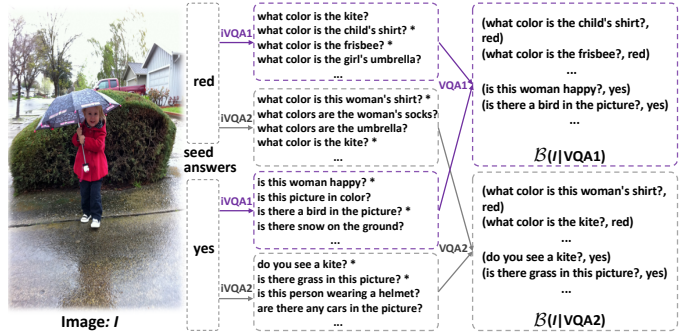 iVQA1
what color is the kite?
what color is the child's shirt? *
what color is the frisbee? *
what color is the girl's umbrella?
...
red
iVQA2
what color is this woman's shirt? *
what colors are the woman's socks?
what colors are the umbrella?
what color is the kite? *
...
seed
answers
iVQA1
is this woman happy? *
is this picture in color?
is there a bird in the picture? *
is there snow on the ground?
...
yes
iVQA2
do you see a kite? *
is there grass in this picture? *
is this person wearing a helmet?
are there any cars in the picture?
...
VQA1
(what color is the child's shirt?,
red)
(what color is the frisbee?, red)
...
(is this woman happy?, yes)
(is there a bird in the picture?, yes)
...
ℬ(I|VQA1)
VQA2
(what color is this woman's shirt?,
red)
(what color is the kite?, red)
...
(do you see a kite?, yes)
(is there grass in this picture?, yes)
...
ℬ(I|VQA2)
Image: I